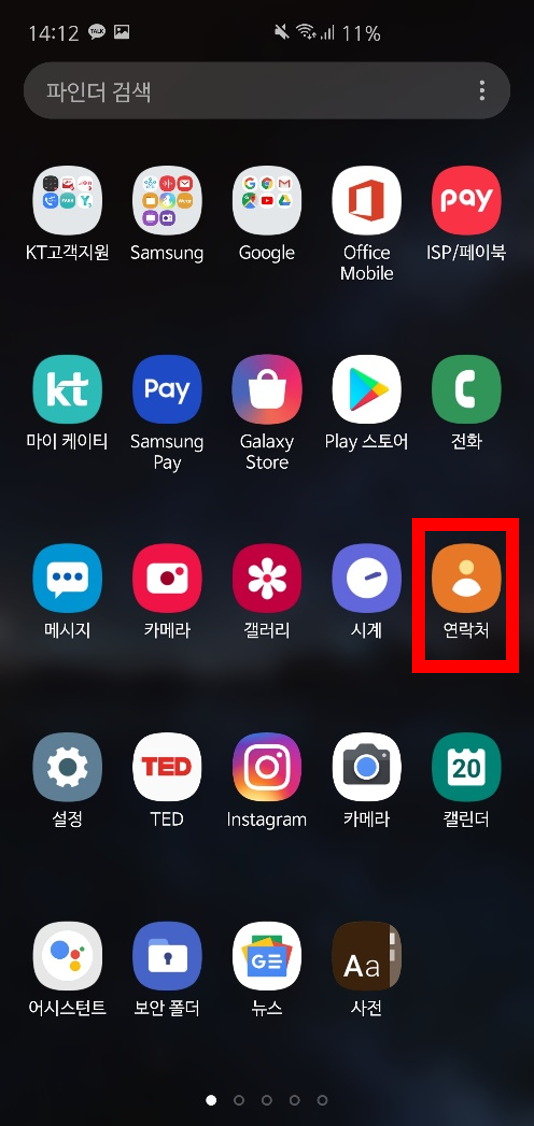 14:12 TALK 11%
파인더 검색
KT고객지원 Samsung Google Office Mobile pay ISP/페이북
kt 마이 케이티 Pay Samsung Pay Galaxy Store Play 스토어 전화
메시지 카메라 갤러리 시계 연락처
설정 TED TED Instagram 카메라 20 캘린더
어시스턴트 보안 폴더 GE 뉴스 Aa 사전